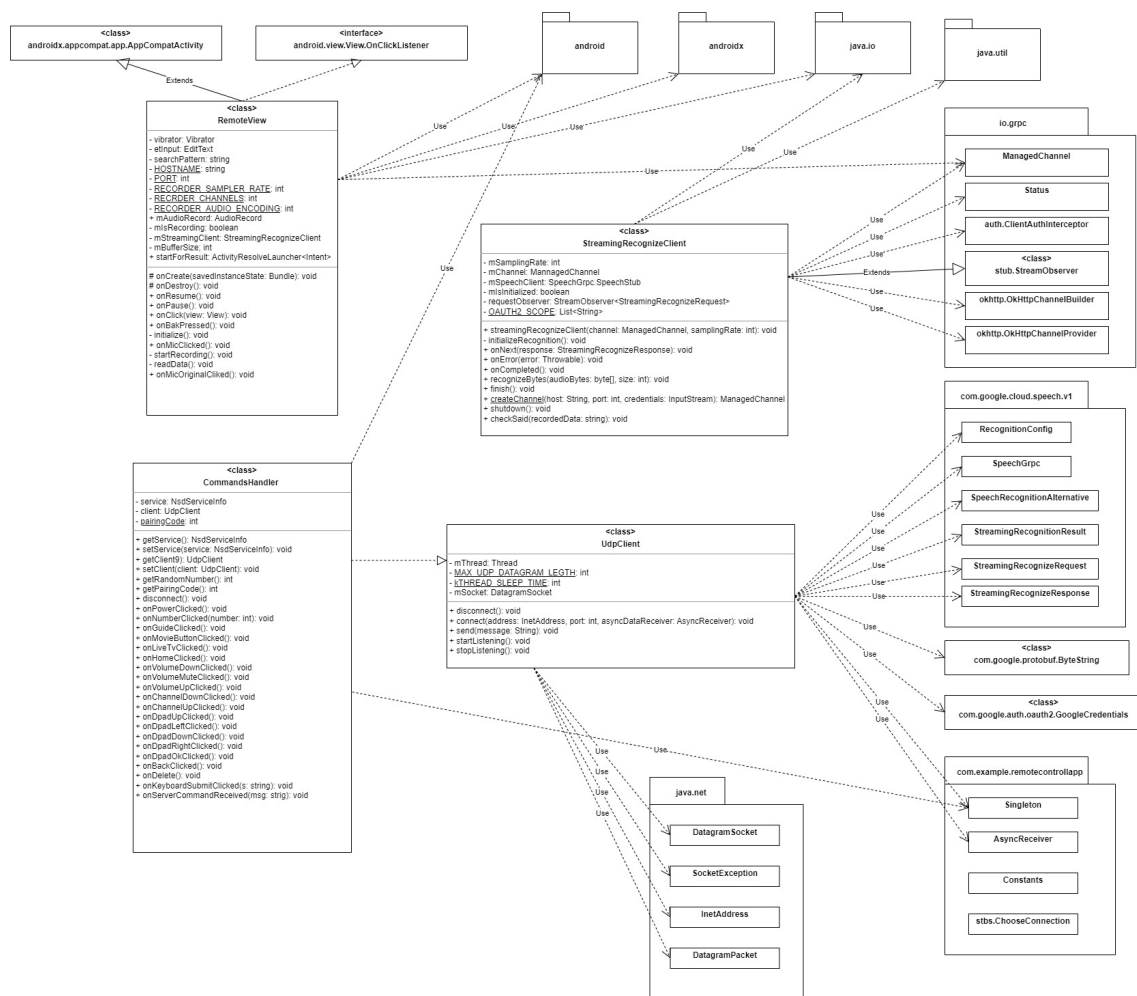 <class>
androidx.appcompat.app.AppCompatActivity
<interface>
android.view.View.OnClickListener
android
androidx
java.io
java.util
Extends
Use
Use
Use
Use
Use
Use
Use
<class>
RemoteView
- vibrator: Vibrator
- etInput: EditText
- searchPattern: string
- HOSTNAME: string
- PORT: int
- RECORDER_SAMPLER_RATE: int
- RECRDER_CHANNELS: int
- RECORDER_AUDIO_ENCODING: int
+ mAudioRecord: AudioRecord
- mIsRecording: boolean
- mStreamingClient: StreamingRecognizeClient
- mBufferSize; int
+ startForResult: ActivityResolveLauncher<Intent>
# onCreate(savedInstanceState: Bundle): void
# onDestroy(): void
+ onResume(): void
+ onPause(): void
+ onClick(view: View): void
+ onBakPressed(): void
- initialize(): void
+ onMicClicked(): void
- startRecording(): void
- readData(): void
+ onMicOriginalCliked(): void
<class>
StreamingRecognizeClient
- mSamplingRate: int
- mChannel: MannagedChannel
- mSpeechClient: SpeechGrpc.SpeechStub
- mIsInitialized: boolean
- requestObserver: StreamObserver<StreamingRecognizeRequest>
- OAUTH2_SCOPE: List<String>
+ streamingRecognizeClient(channel: ManagedChannel, samplingRate: int): void
- initializeRecognition(): void
+ onNext(response: StreamingRecognizeResponse): void
+ onError(error: Throwable): void
+ onCompleted(): void
+ recognizeBytes(audioBytes: byte[], size: int): void
+ finish(): void
+ createChannel(host: String, port: int, credentials: InputStream): ManagedChannel
+ shutdown(): void
+ checkSaid(recordedData: string): void
Use
Use
Use
Extends
Use
Use
io.grpc
ManagedChannel
Status
auth.ClientAuthInterceptor
<class>
stub.StreamObserver
okhttp.OkHttpChannelBuilder
okhttp.OkHttpChannelProvider
<class>
CommandsHandler
- service: NsdServiceInfo
- client: UdpClient
- pairingCode: int
+ getService(): NsdServiceInfo
+ setService(service: NsdServiceInfo): void
+ getClient9): UdpClient
+ setClient(client: UdpClient): void
+ getRandomNumber(): int
+ getPairingCode(): int
+ disconnect(): void
+ onPowerClicked(): void
+ onNumberClicked(number: int): void
+ onGuideClicked(): void
+ onMovieButtonClicked(): void
+ onLiveTvClicked(): void
+ onHomeClicked(): void
+ onVolumeDownClicked(): void
+ onVolumeMuteClicked(): void
+ onVolumeUpClicked(): void
+ onChannelDownClicked(): void
+ onChannelUpClicked(): void
+ onDpadUpClicked(): void
+ onDpadLeftClicked(): void
+ onDpadDownClicked(): void
+ onDpadRightClicked(): void
+ onDpadOkClicked(): void
+ onBackClicked(): void
+ onDelete(): void
+ onKeyboardSubmitClicked(s: string): void
+ onServerCommandReceived(msg: strig): void
<class>
UdpClient
- mThread: Thread
- MAX_UDP_DATAGRAM_LEGTH: int
- kTHREAD_SLEEP_TIME: int
- mSocket: DatagramSocket
+ disconnect(): void
+ connect(address: InetAddress, port: int, asyncDataReceiver: AsyncReceiver): void
+ send(message: String): void
+ startListening(): void
+ stopListening(): void
Use
Use
Use
Use
Use
Use
Use
Use
Use
Use
com.google.cloud.speech.v1
RecognitionConfig
SpeechGrpc
SpeechRecognitionAlternative
StreamingRecnitionResult
StreamingRecognizeRequest
StreamingRecognizeResponse
<class>
com.google.protobuf.ByteString
<class>
com.google.auth.oauth2.GoogleCredentials
com.example.remotecontrollapp
Singleton
AsyncReceiver
Constants
stbs.ChooseConnection
Use
Use
Use
Use
Use
java.net
DatagramSocket
SocketException
InetAddress
DatagramPacket